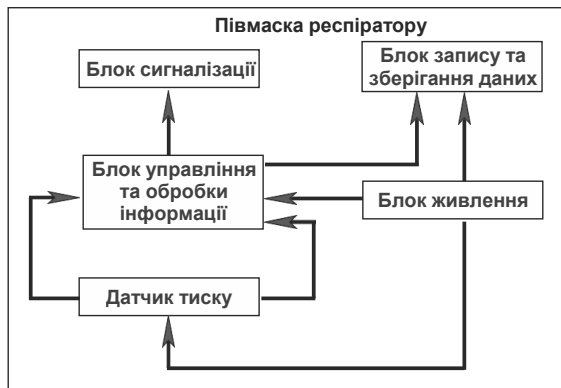 Півмаска респіратору
Блок сигналізації
Блок запису та
зберігання даних
Блок управління
та обробки
інформації
Блок живлення
Датчик тиску